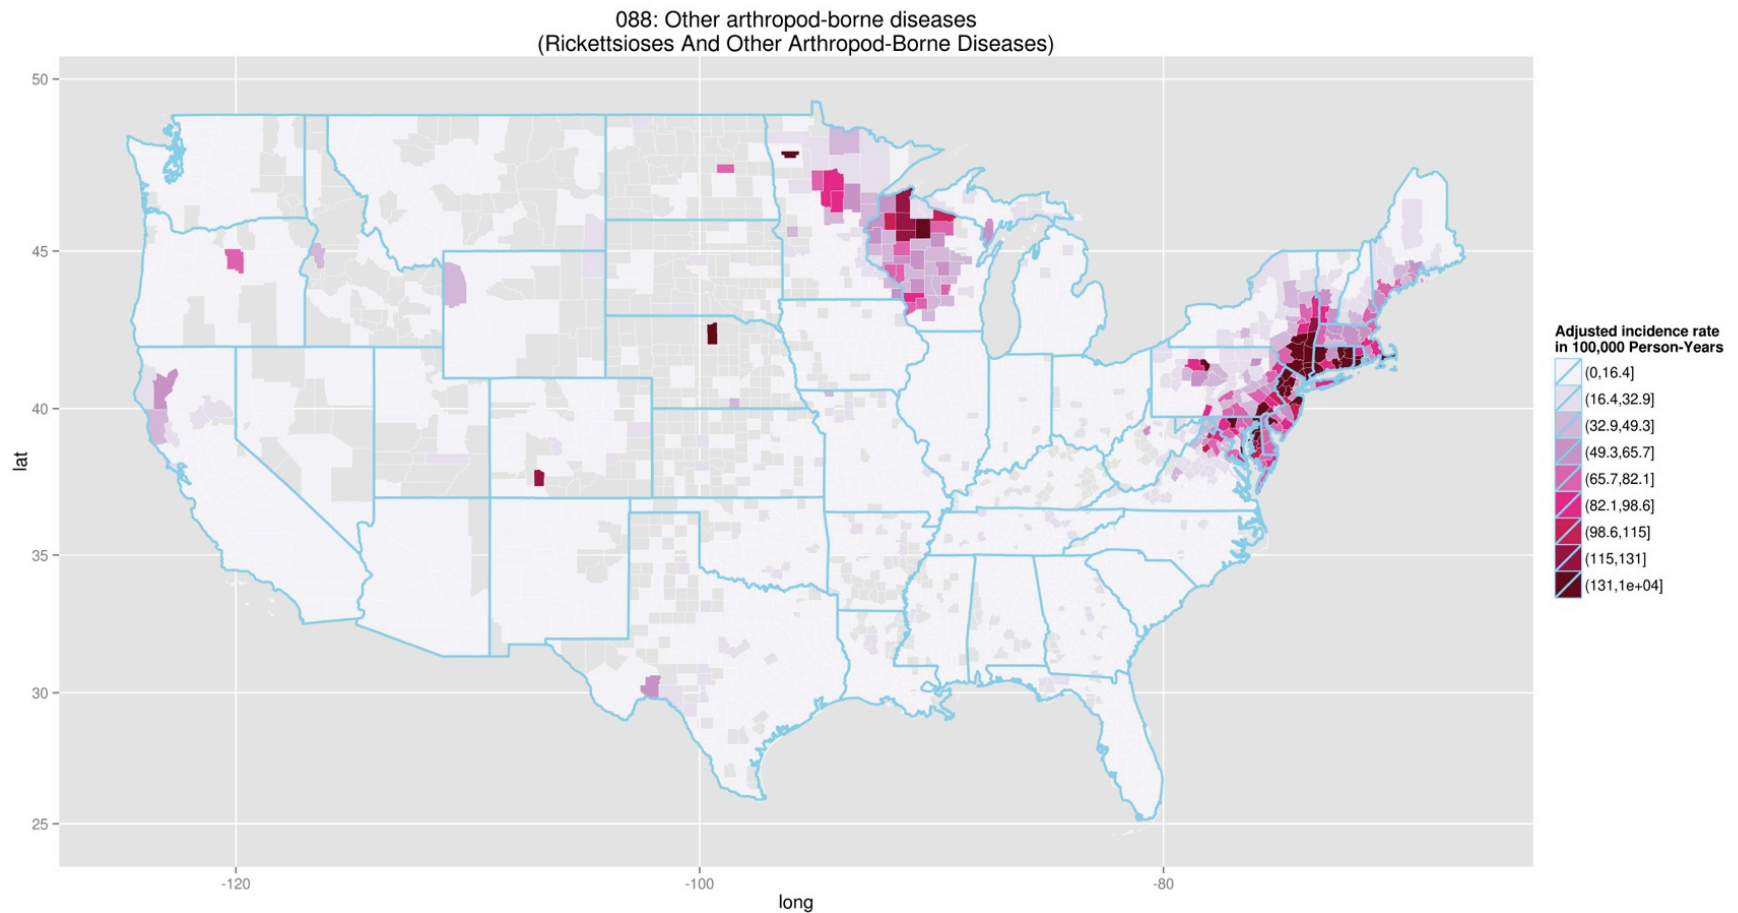 088: Other arthropod-borne diseases
(Rickettsioses And Other Arthropod-Borne Diseases)
50
45
40
35
30
25
lat
-120
-100
-80
long
Adjusted incidence rate
in 100,000 Person-Years
(0,16.4]
(16.4,32.9]
(32.9,49.3]
(49.3,65.7]
(65.7,82.1]
(82.1,98.6]
(98.6,115]
(115,131]
(131,1e+04]